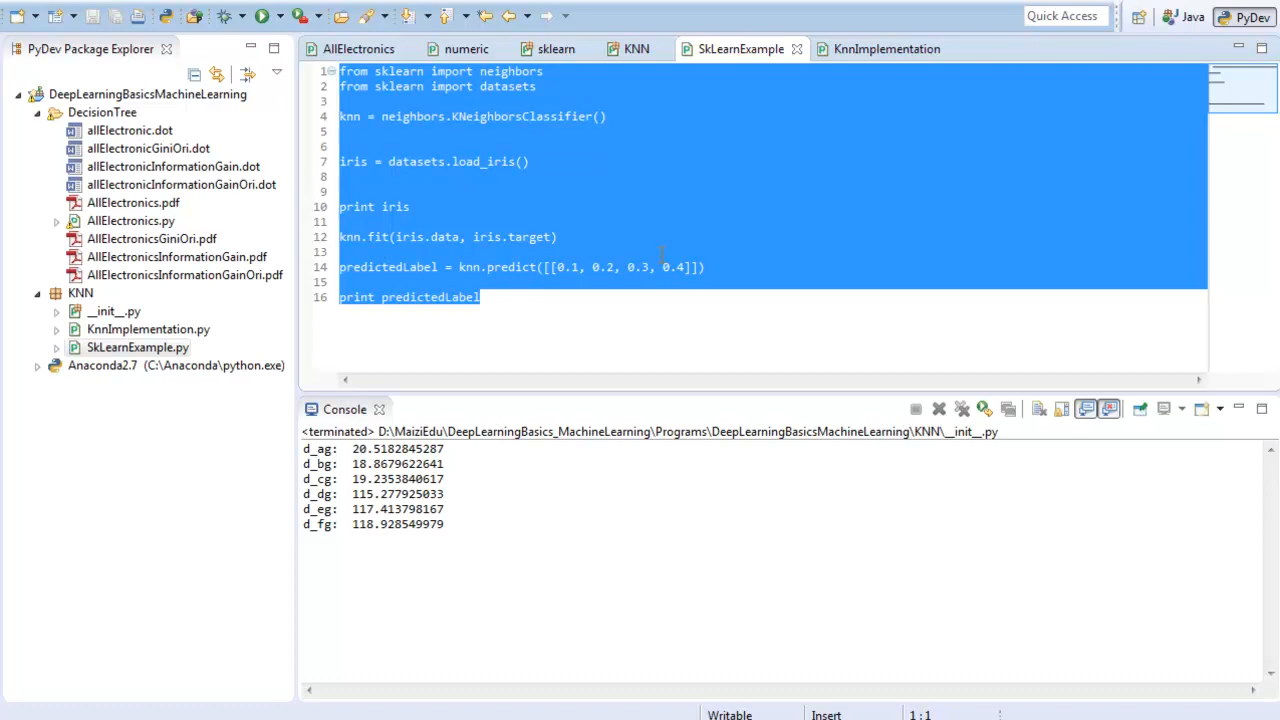 Quick Access
Java
PyDev
PyDev Package Explorer
DeepLearningBasicsMachineLearning
DecisionTree
allElectronic.dot
allElectronicGiniOri.dot
allElectronicInformationGain.dot
allElectronicInformationGainOri.dot
AllElectronics.pdf
AllElectronics.py
AllElectronicsGiniOri.pdf
AllElectronicsInformationGain.pdf
AllElectronicsInformationGainOri.pdf
KNN
__init__.py
KnnImplementation.py
SkLearnExample.py
Anaconda2.7 (C:\Anaconda\python.exe)
AllElectronics
numeric
sklearn
KNN
SkLearnExample
KnnImplementation
1 from sklearn import neighbors
2 from sklearn import datasets
3
4 knn = neighbors.KNeighborsClassifier()
5
6
7 iris = datasets.load_iris()
8
9
10 print iris
11
12 knn.fit(iris.data, iris.target)
13
14 predictedLabel = knn.predict([[0.1, 0.2, 0.3, 0.4]])
15
16 print predictedLabel
Console
<terminated> D:\MaiziEdu\DeepLearningBasics_MachineLearning\Programs\DeepLearningBasicsMachineLearning\KNN\__init__.py
d_ag: 20.5182845287
d_bg: 18.8679622641
d_cg: 19.2353840617
d_dg: 115.277925033
d_eg: 117.413798167
d_fg: 118.928549979
Writable
Insert
1:1